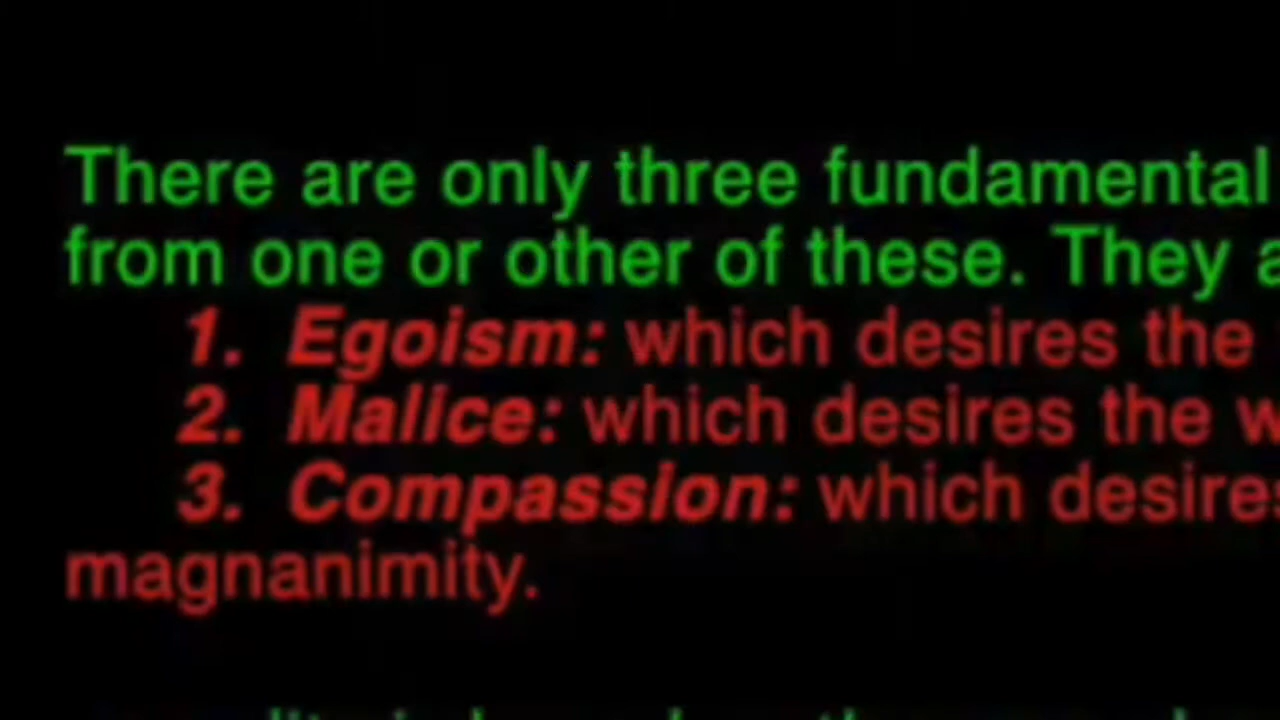 There are only three fundamental
from one or other of these. They a
1. Egoism: which desires the
2. Malice: which desires the w
3. Compassion: which desires
magnanimity.